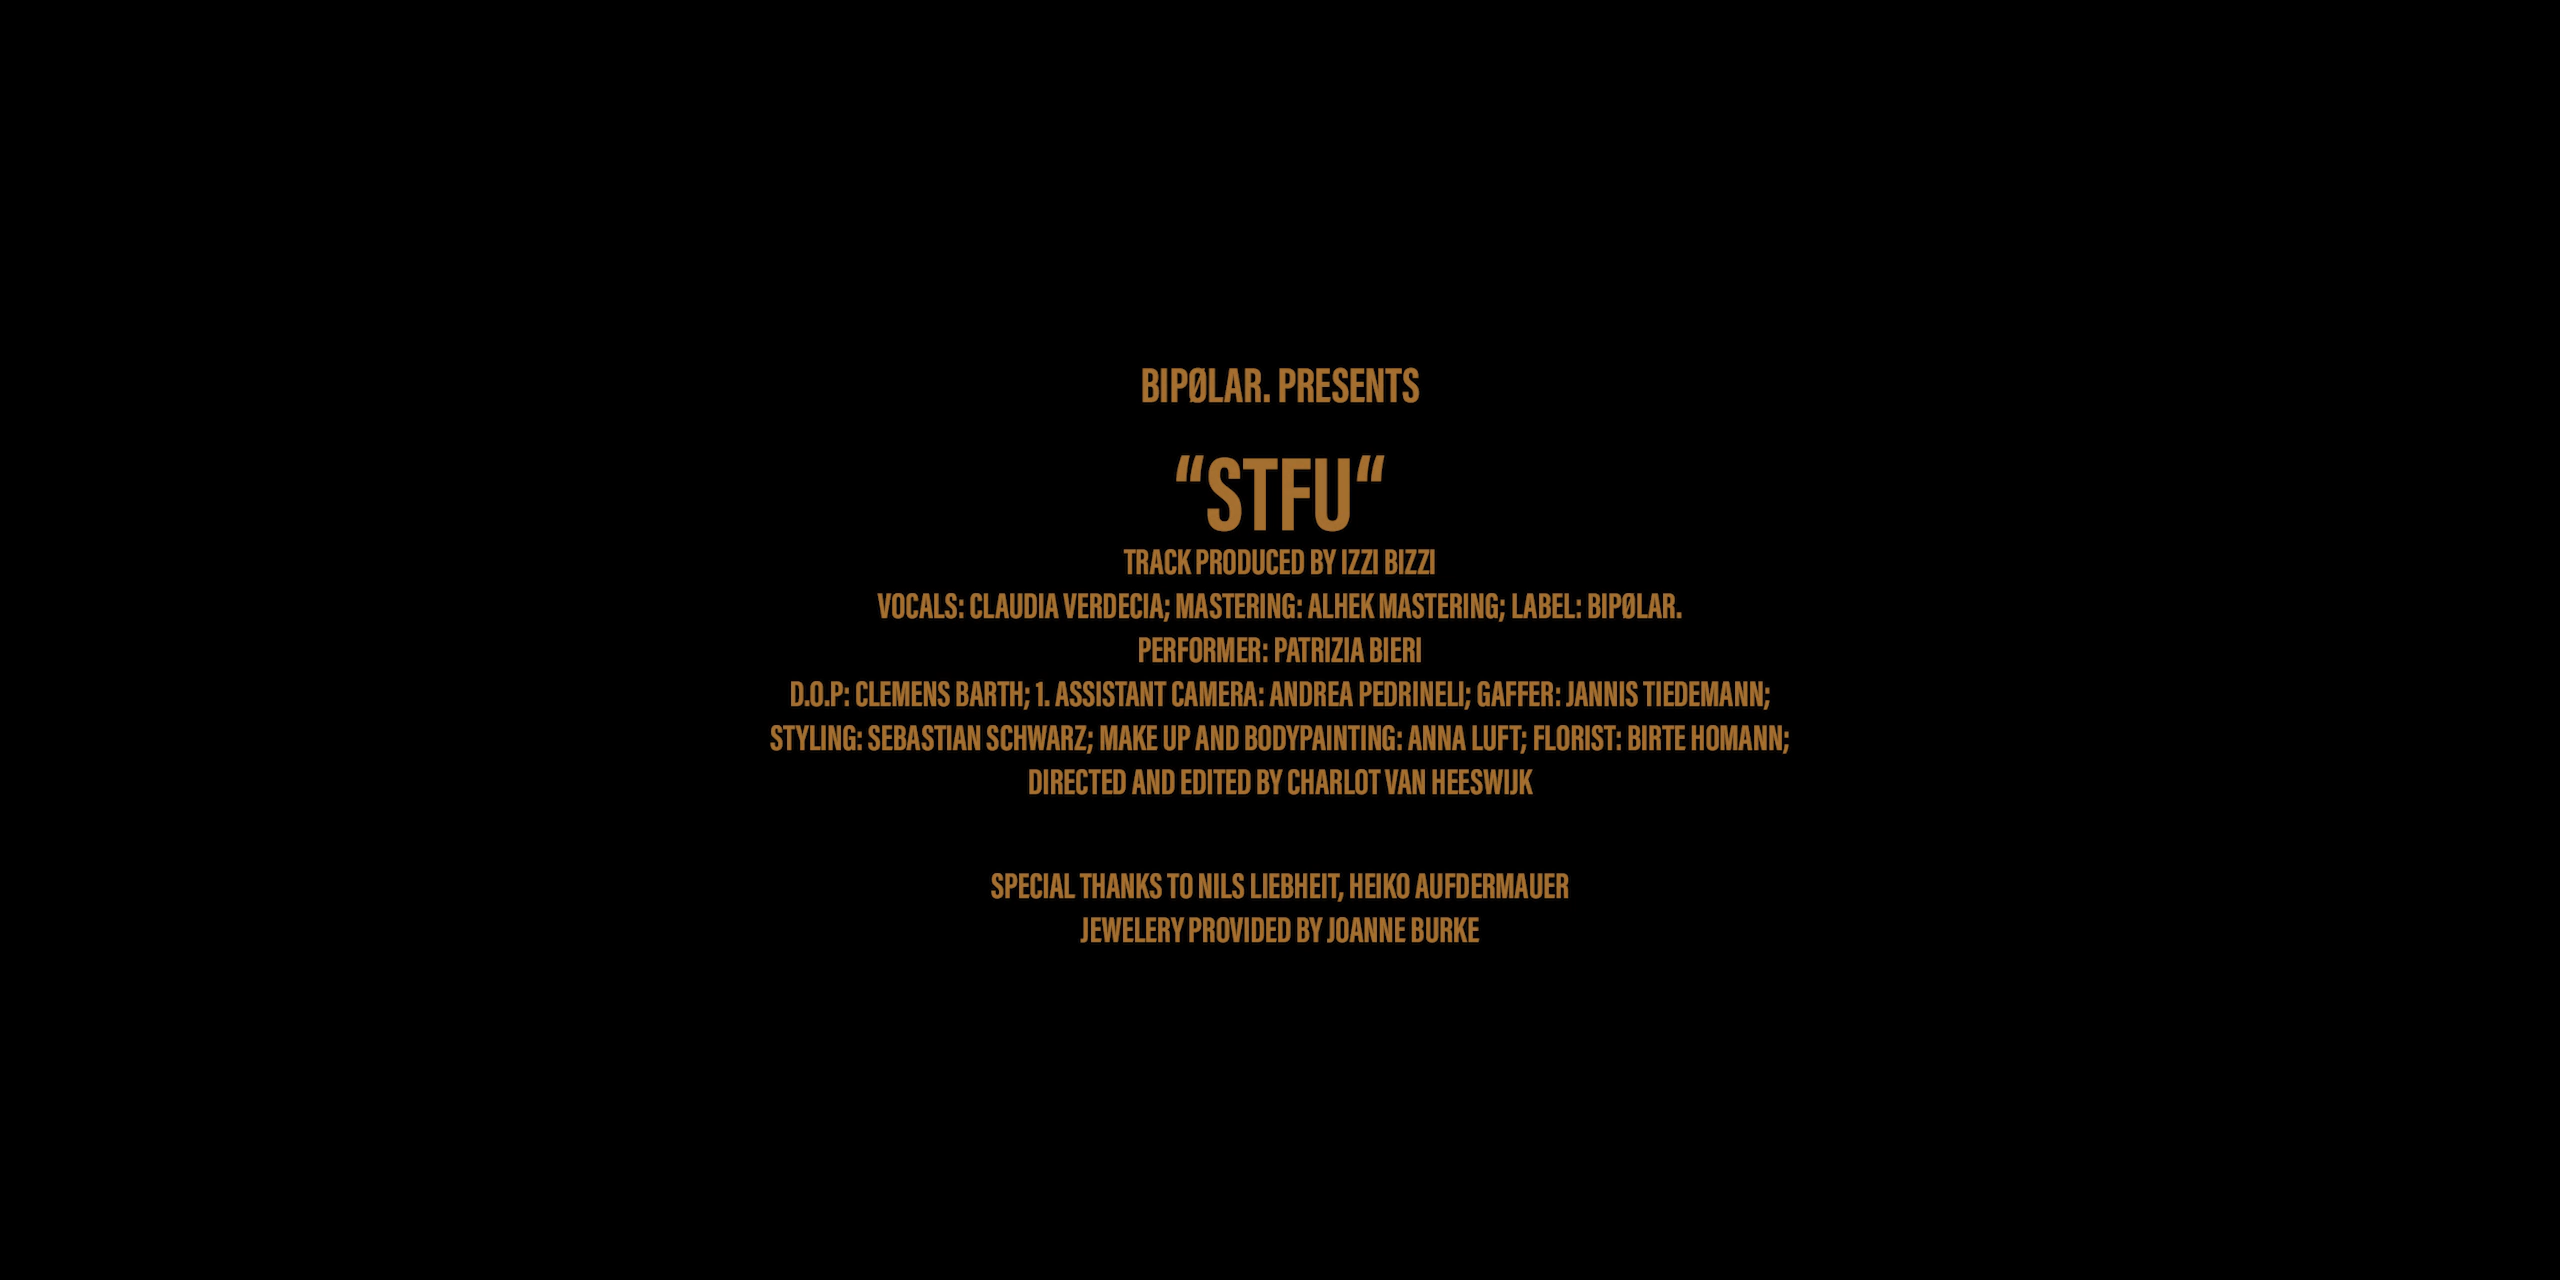 BIPØLAR. PRESENTS
“STFU“
TRACK PRODUCED BY IZZI BIZZI
VOCALS: CLAUDIA VERDECIA; MASTERING: ALHEK MASTERING; LABEL: BIPØLAR.
PERFORMER: PATRIZIA BIERI
D.O.P: CLEMENS BARTH; 1. ASSISTANT CAMERA: ANDREA PEDRINELI; GAFFER: JANNIS TIEDEMANN;
STYLING: SEBASTIAN SCHWARZ; MAKE UP AND BODYPAINTING: ANNA LUFT; FLORIST: BIRTE HOMANN;
DIRECTED AND EDITED BY CHARLOT VAN HEESWIJK
SPECIAL THANKS TO NILS LIEBHEIT, HEIKO AUFDERMAUER
JEWELERY PROVIDED BY JOANNE BURKE